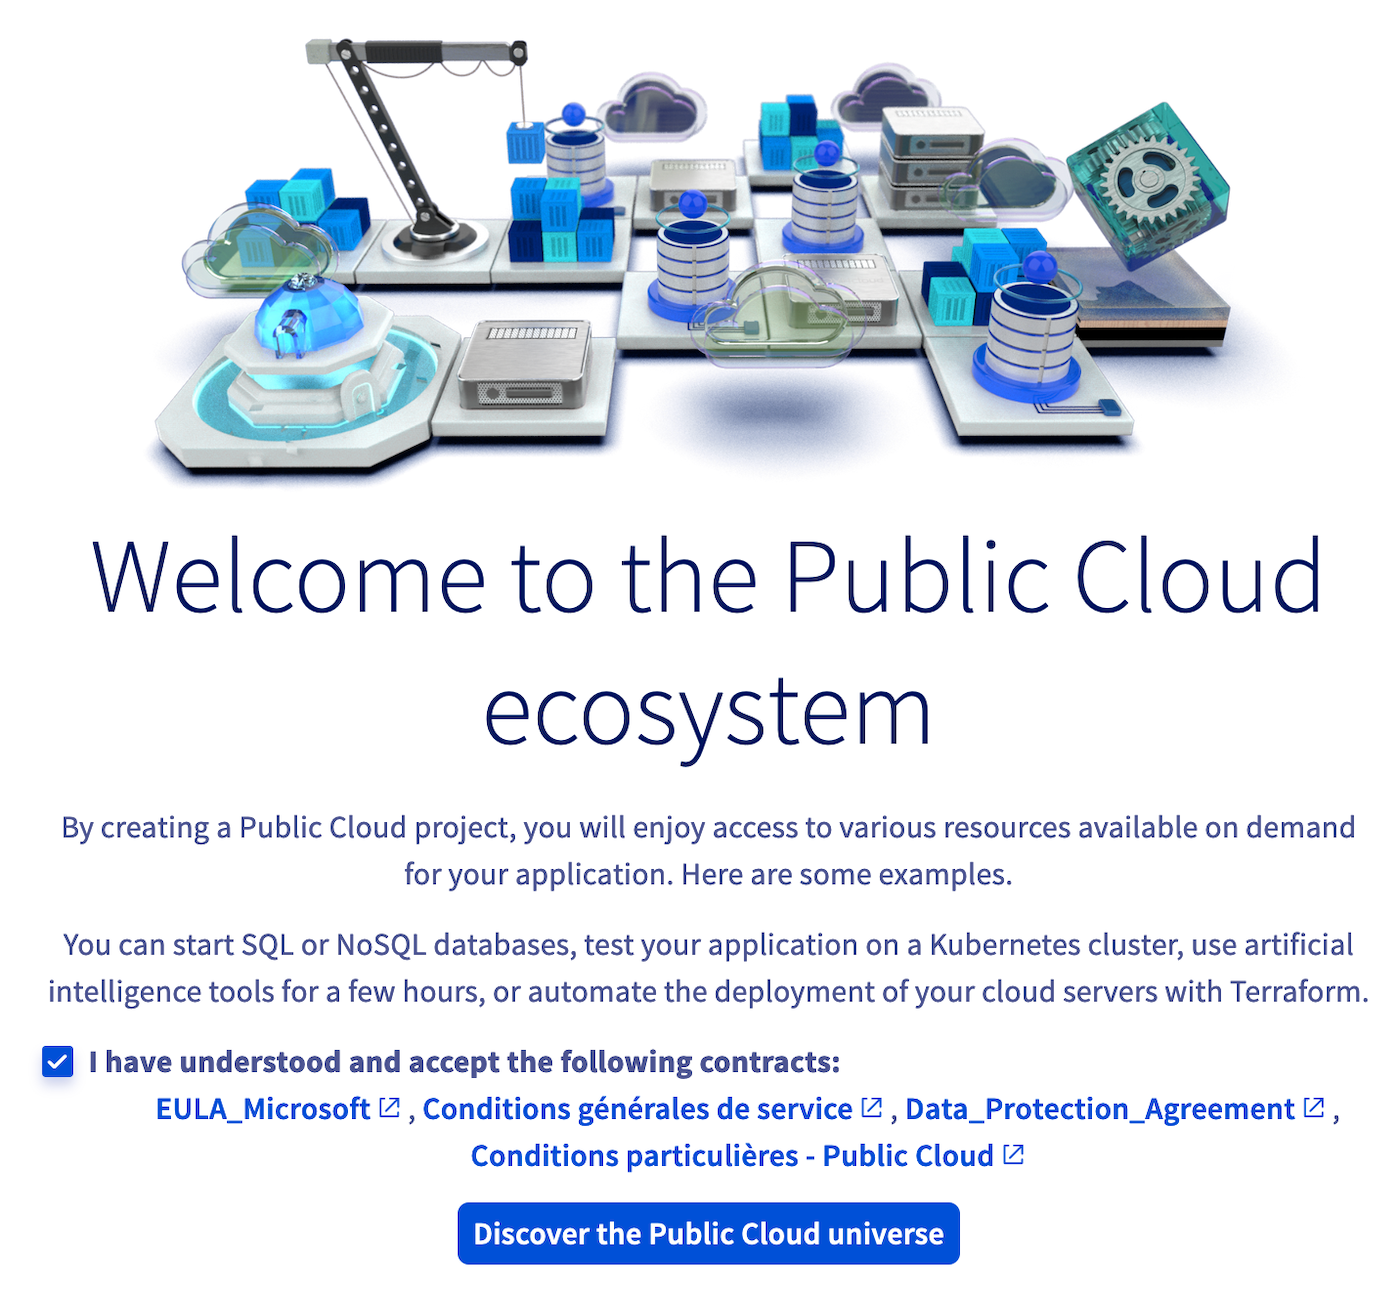 Welcome to the Public Cloud
ecosystem
By creating a Public Cloud project, you will enjoy access to various resources available on demand
for your application. Here are some examples.
You can start SQL or NoSQL databases, test your application on a Kubernetes cluster, use artificial
intelligence tools for a few hours, or automate the deployment of your cloud servers with Terraform.
I have understood and accept the following contracts:
EULA_Microsoft , Conditions générales de service , Data_Protection_Agreement ,
Conditions particulières - Public Cloud
Discover the Public Cloud universe